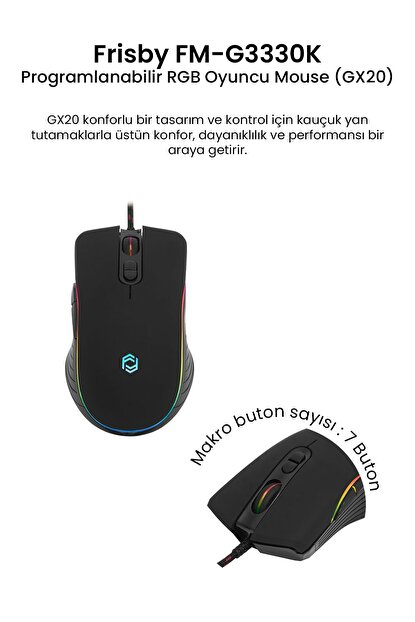 Frisby FM-G3330K
Programlanabilir RGB Oyuncu Mouse (GX20)
GX20 konforlu bir tasarım ve kontrol için kauçuk yan
tutamaklarla üstün konfor, dayanıklılık ve performansı bir
araya getirir.
Makro buton sayısı : 7 Buton